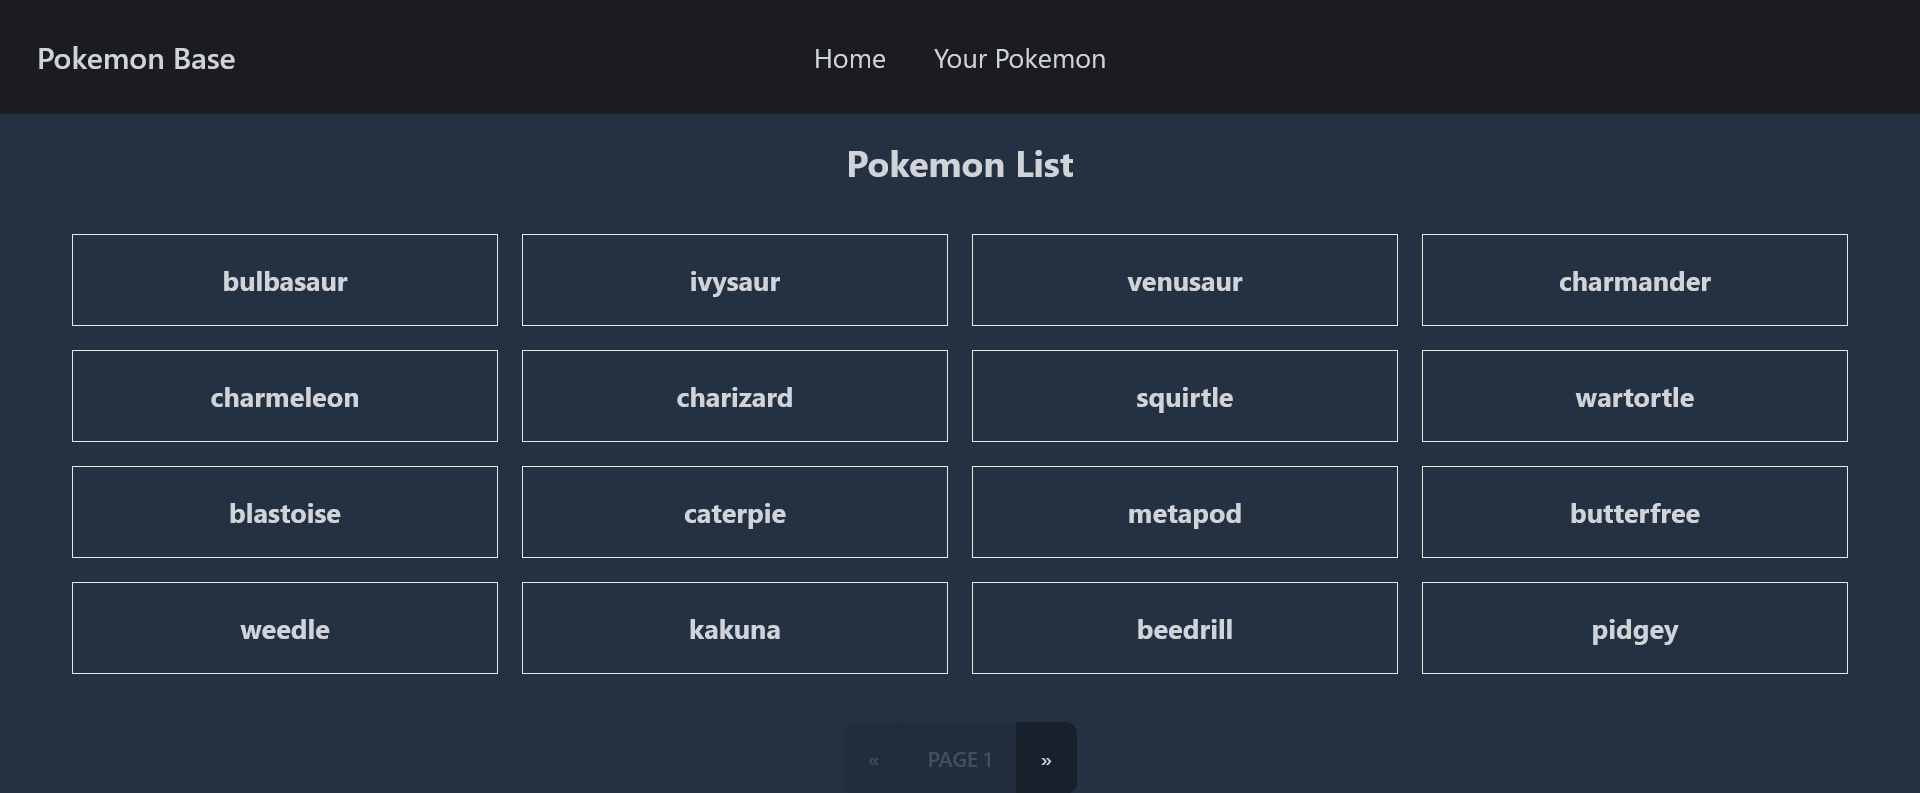 Pokemon Base Home Your Pokemon
Pokemon List
bulbasaur ivysaur venusaur charmander
charmeleon charizard squirtle wartortle
blastoise caterpie metapod butterfree
weedle kakuna beedrill pidgey
« PAGE 1 »